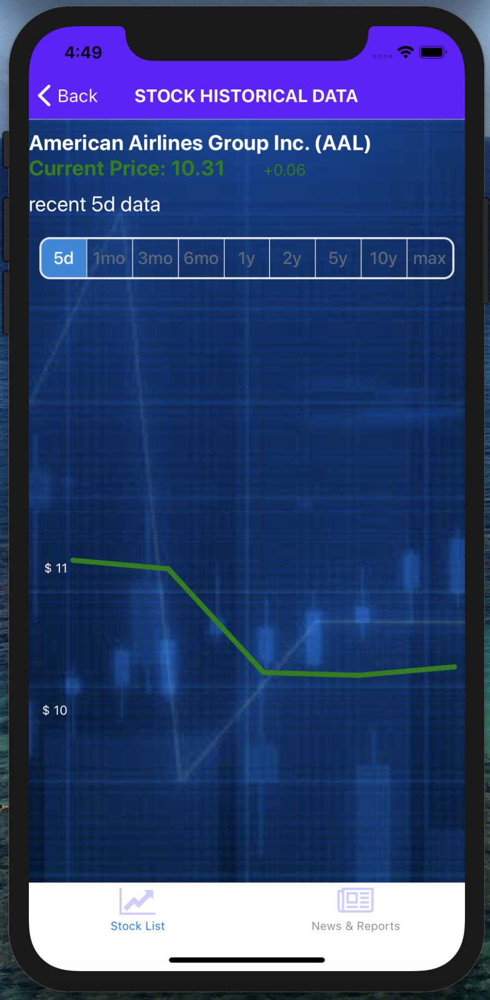 4:49
Back STOCK HISTORICAL DATA
American Airlines Group Inc. (AAL)
Current Price: 10.31 +0.06
recent 5d data
5d 1mo 3mo 6mo 1y 2y 5y 10y max
$ 11
$ 10
Stock List News & Reports